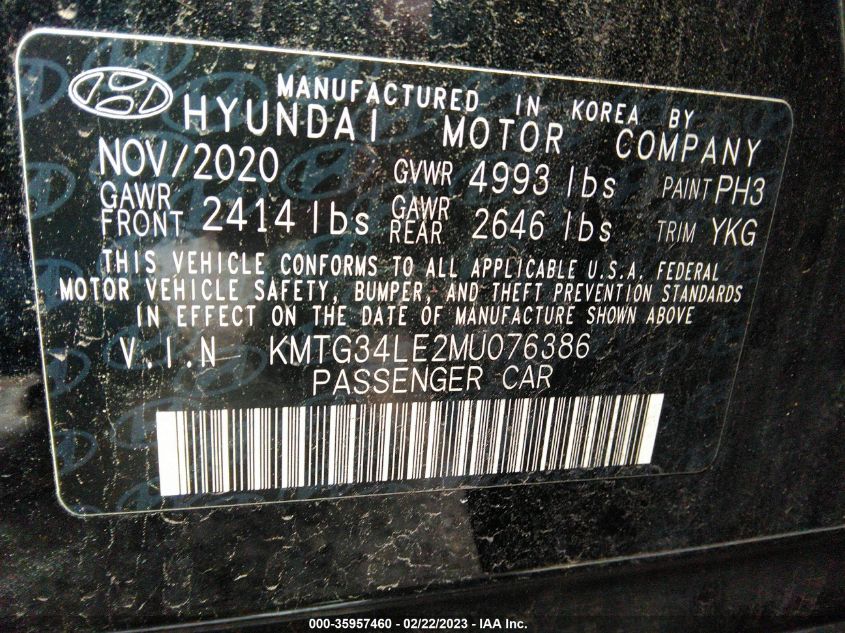 MANUFACTURED IN KOREA BY
HYUNDAI MOTOR COMPANY
NOV/2020 GVWR 4993 lbs PAINT PH3
GAWR FRONT 2414 lbs GAWR REAR 2646 lbs TRIM YKG
THIS VEHICLE CONFORMS TO ALL APPLICABLE U.S.A. FEDERAL
MOTOR VEHICLE SAFETY, BUMPER, AND THEFT PREVENTION STANDARDS
IN EFFECT ON THE DATE OF MANUFACTURE SHOWN ABOVE
V.I.N KMTG34LE2MU076386
PASSENGER CAR
000-35957460 - 02/22/2023 - IAA Inc.